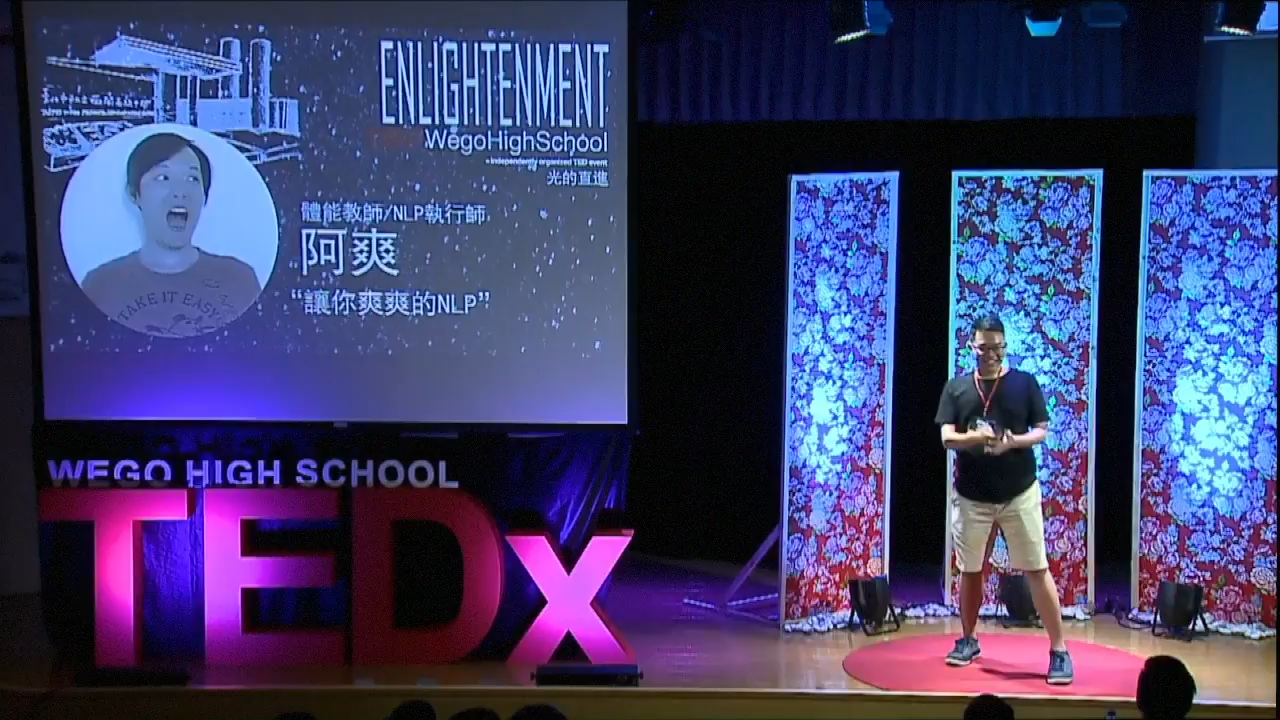 ENLIGHTENMENT
WegoHighSchool
independently organized TED event
光的直進
體能教師/NLP執行師
阿爽
“讓你爽爽的NLP”
TAKE IT EASY
WEGO HIGH SCHOOL
TEDx